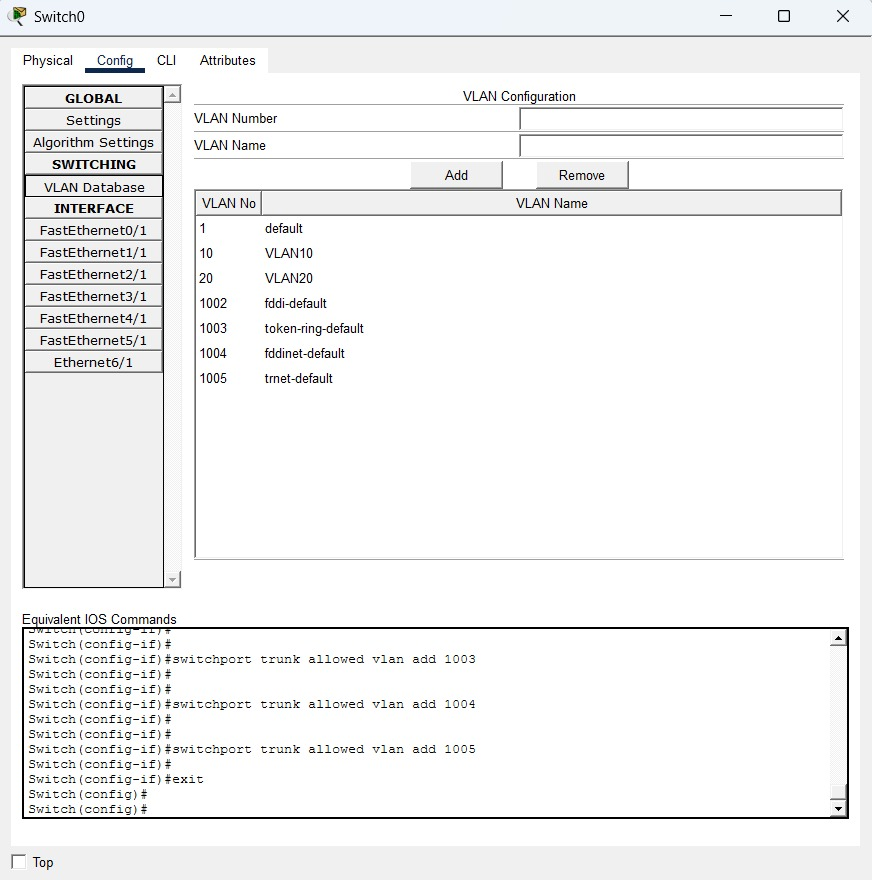 Switch0
Physical Config CLI Attributes
GLOBAL
Settings
Algorithm Settings
SWITCHING
VLAN Database
INTERFACE
FastEthernet0/1
FastEthernet1/1
FastEthernet2/1
FastEthernet3/1
FastEthernet4/1
FastEthernet5/1
Ethernet6/1
VLAN Configuration
VLAN Number
VLAN Name
Add Remove
VLAN No VLAN Name
1 default
10 VLAN10
20 VLAN20
1002 fddi-default
1003 token-ring-default
1004 fddinet-default
1005 trnet-default
Equivalent IOS Commands
Switch(config-if)#
Switch(config-if)#
Switch(config-if)#switchport trunk allowed vlan add 1003
Switch(config-if)#
Switch(config-if)#
Switch(config-if)#switchport trunk allowed vlan add 1004
Switch(config-if)#
Switch(config-if)#
Switch(config-if)#switchport trunk allowed vlan add 1005
Switch(config-if)#
Switch(config-if)#exit
Switch(config)#
Switch(config)#
Top